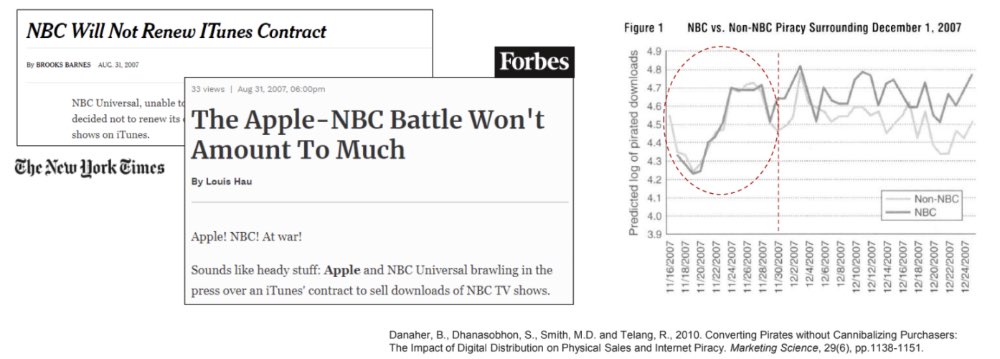 NBC Will Not Renew ITunes Contract
By BROOKS BARNES AUG. 31, 2007
NBC Universal, unable to
decided not to renew its
shows on iTunes.
The New York Times
Forbes
33 views | Aug 31, 2007, 06:00pm
The Apple-NBC Battle Won't
Amount To Much
By Louis Hau
Apple! NBC! At war!
Sounds like heady stuff: Apple and NBC Universal brawling in the
press over an iTunes' contract to sell downloads of NBC TV shows.
Figure 1 NBC vs. Non-NBC Piracy Surrounding December 1, 2007
Predicted log of pirated downloads
4.9
4.8
4.7
4.6
4.5
4.4
4.3
4.2
4.1
4.0
3.9
Non-NBC
NBC
11/16/2007
11/18/2007
11/20/2007
11/22/2007
11/24/2007
11/26/2007
11/28/2007
11/30/2007
12/2/2007
12/4/2007
12/6/2007
12/8/2007
12/10/2007
12/12/2007
12/14/2007
12/16/2007
12/18/2007
12/20/2007
12/22/2007
12/24/2007
Danaher, B., Dhanasobhon, S., Smith, M.D. and Telang, R., 2010. Converting Pirates without Cannibalizing Purchasers:
The Impact of Digital Distribution on Physical Sales and Internet Piracy. Marketing Science, 29(6), pp.1138-1151.